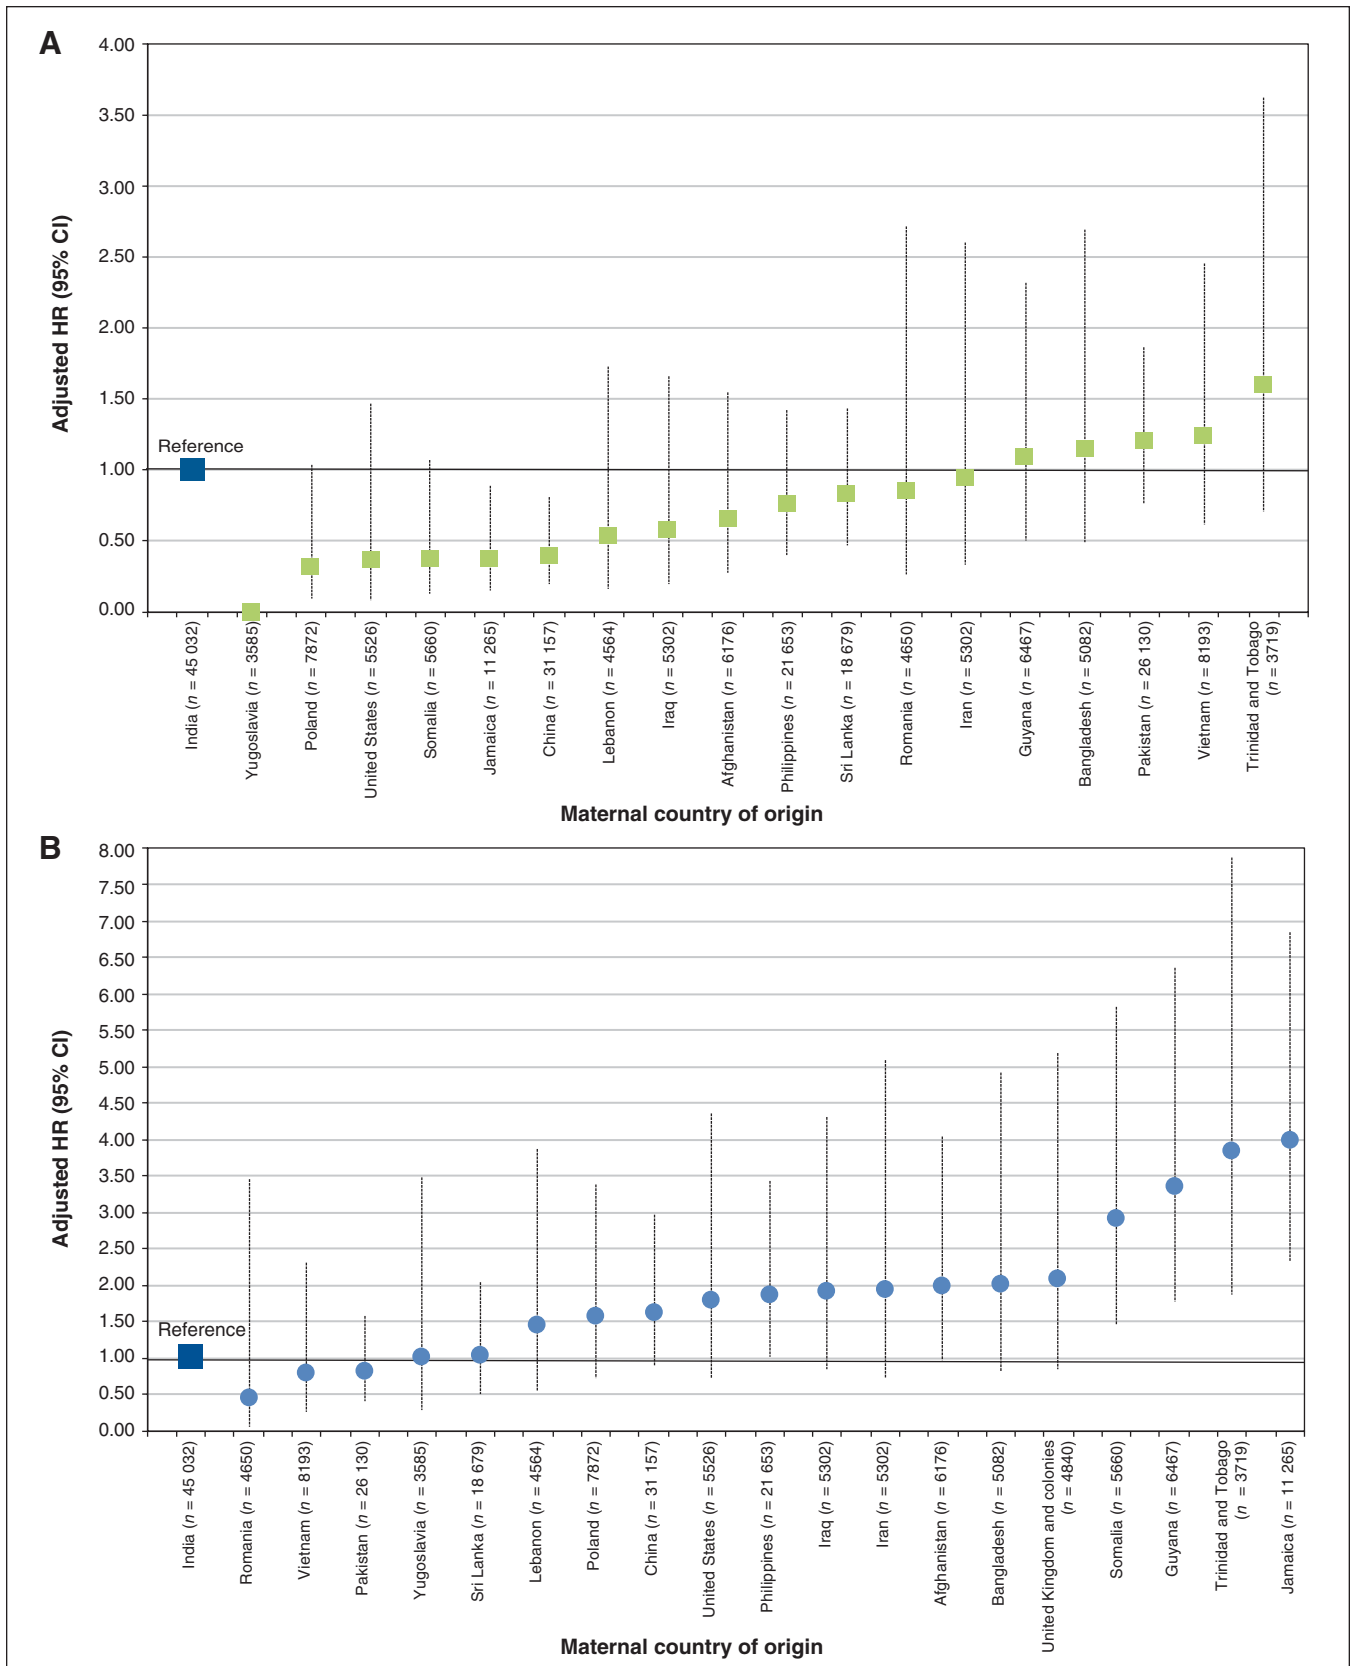 A
4.00
3.50
3.00
2.50
2.00
1.50
1.00
0.50
0.00
Adjusted HR (95% CI)
Reference
India (n = 45 032)
Yugoslavia (n = 3585)
Poland (n = 7872)
United States (n = 5526)
Somalia (n = 5660)
Jamaica (n = 11 265)
China (n = 31 157)
Lebanon (n = 4564)
Iraq (n = 5302)
Afghanistan (n = 6176)
Philippines (n = 21 653)
Sri Lanka (n = 18 679)
Romania (n = 4650)
Iran (n = 5302)
Guyana (n = 6467)
Bangladesh (n = 5082)
Pakistan (n = 26 130)
Vietnam (n = 8193)
Trinidad and Tobago
(n = 3719)
Maternal country of origin
B
8.00
7.50
7.00
6.50
6.00
5.50
5.00
4.50
4.00
3.50
3.00
2.50
2.00
1.50
1.00
0.50
0.00
Adjusted HR (95% CI)
Reference
India (n = 45 032)
Romania (n = 4650)
Vietnam (n = 8193)
Pakistan (n = 26 130)
Yugoslavia (n = 3585)
Sri Lanka (n = 18 679)
Lebanon (n = 4564)
Poland (n = 7872)
China (n = 31 157)
United States (n = 5526)
Philippines (n = 21 653)
Iraq (n = 5302)
Iran (n = 5302)
Afghanistan (n = 6176)
Bangladesh (n = 5082)
United Kingdom and colonies
(n = 4840)
Somalia (n = 5660)
Guyana (n = 6467)
Trinidad and Tobago
(n = 3719)
Jamaica (n = 11 265)
Maternal country of origin